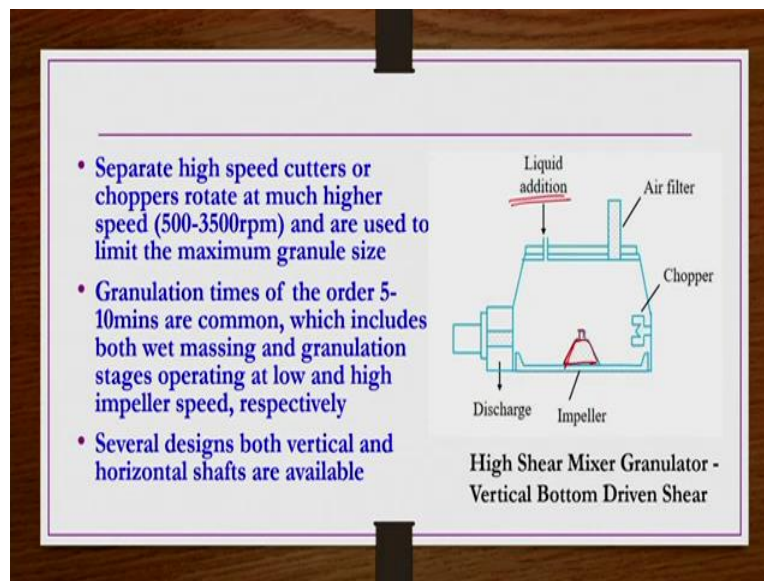 • Separate high speed cutters or
choppers rotate at much higher
speed (500-3500rpm) and are used to
limit the maximum granule size
• Granulation times of the order 5-
10mins are common, which includes
both wet massing and granulation
stages operating at low and high
impeller speed, respectively
• Several designs both vertical and
horizontal shafts are available
Liquid
addition
Air filter
Chopper
Discharge
Impeller
High Shear Mixer Granulator -
Vertical Bottom Driven Shear